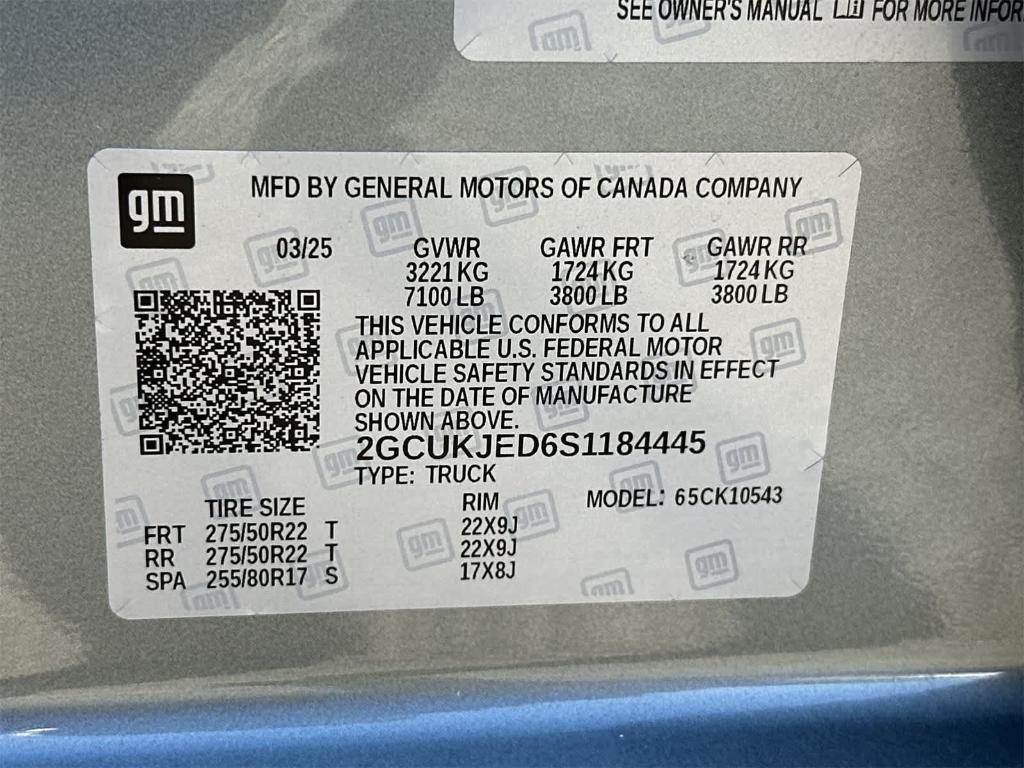 SEE OWNER'S MANUAL FOR MORE INFOR
gm
MFD BY GENERAL MOTORS OF CANADA COMPANY
03/25 GVWR GAWR FRT GAWR RR
3221 KG 1724 KG 1724 KG
7100 LB 3800 LB 3800 LB
THIS VEHICLE CONFORMS TO ALL
APPLICABLE U.S. FEDERAL MOTOR
VEHICLE SAFETY STANDARDS IN EFFECT
ON THE DATE OF MANUFACTURE
SHOWN ABOVE.
2GCUKJED6S1184445
TYPE: TRUCK
TIRE SIZE RIM MODEL: 65CK10543
FRT 275/50R22 T 22X9J
RR 275/50R22 T 22X9J
SPA 255/80R17 S 17X8J